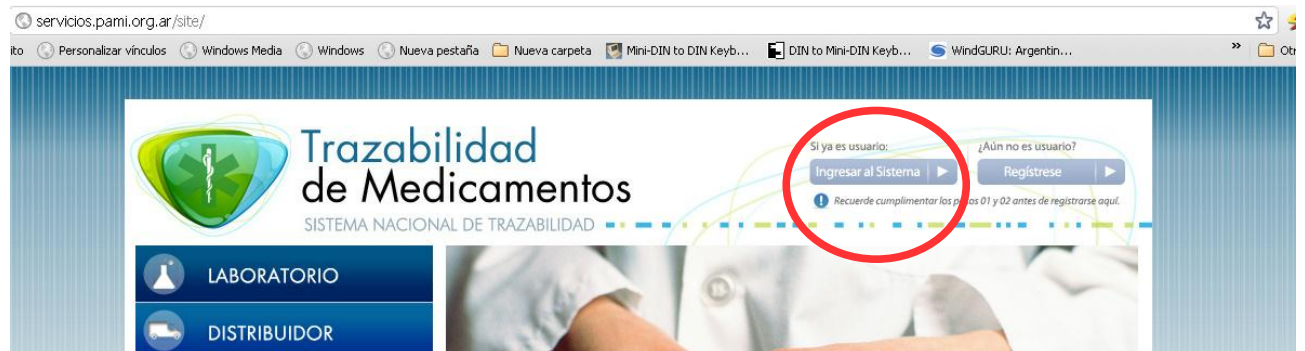 servicios.pami.org.ar/site/
ito Personalizar vínculos Windows Media Windows Nueva pestaña Nueva carpeta Mini-DIN to DIN Keyb... DIN to Mini-DIN Keyb... WindGURU: Argentin... » Otr
Trazabilidad
de Medicamentos
SISTEMA NACIONAL DE TRAZABILIDAD
Si ya es usuario:
Ingresar al Sistema
¿Aún no es usuario?
Regístrese
Recuerde cumplimentar los pasos 01 y 02 antes de registrarse aquí.
LABORATORIO
DISTRIBUIDOR